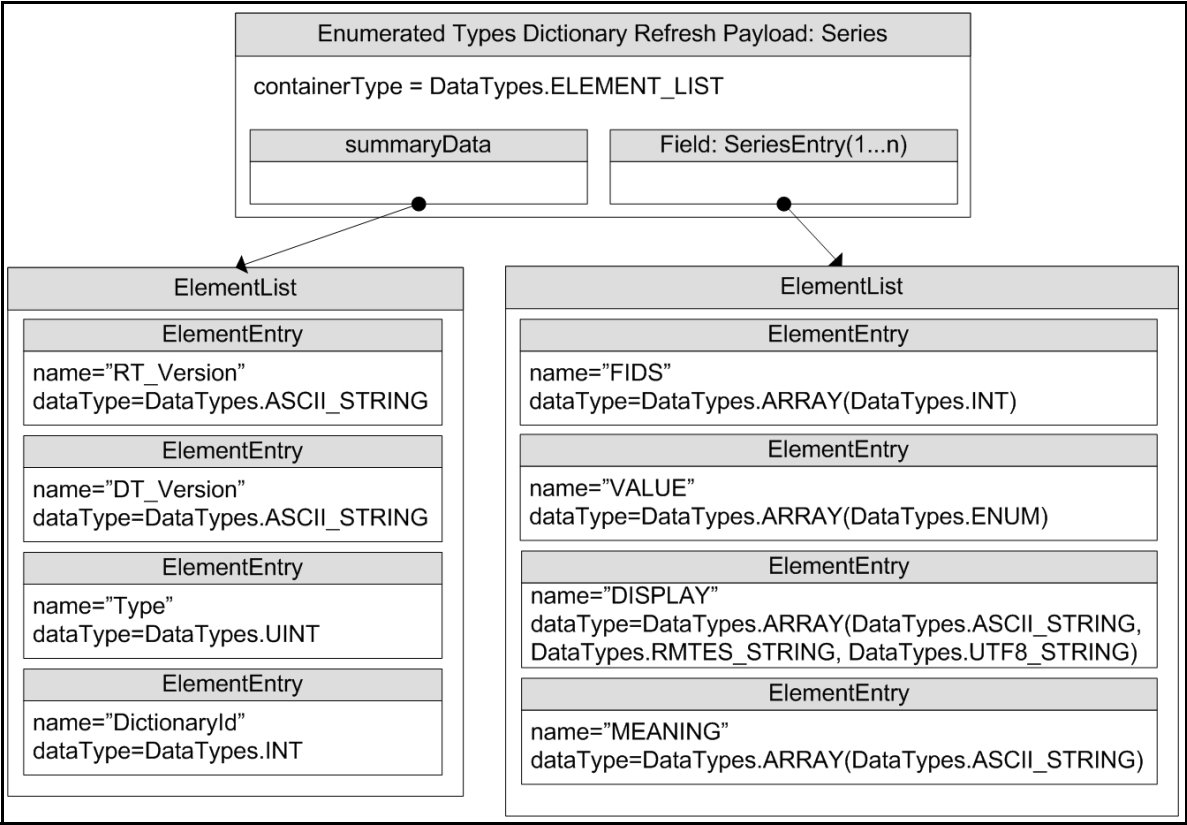 Enumerated Types Dictionary Refresh Payload: Series
containerType = DataTypes.ELEMENT_LIST
summaryData
Field: SeriesEntry(1...n)
ElementList
ElementEntry
name=”RT_Version”
dataType=DataTypes.ASCII_STRING
ElementEntry
name=”DT_Version”
dataType=DataTypes.ASCII_STRING
ElementEntry
name=”Type”
dataType=DataTypes.UINT
ElementEntry
name=”DictionaryId”
dataType=DataTypes.INT
ElementList
ElementEntry
name=”FIDS”
dataType=DataTypes.ARRAY(DataTypes.INT)
ElementEntry
name=”VALUE”
dataType=DataTypes.ARRAY(DataTypes.ENUM)
ElementEntry
name=”DISPLAY”
dataType=DataTypes.ARRAY(DataTypes.ASCII_STRING,
DataTypes.RMTES_STRING, DataTypes.UTF8_STRING)
ElementEntry
name=”MEANING”
dataType=DataTypes.ARRAY(DataTypes.ASCII_STRING)